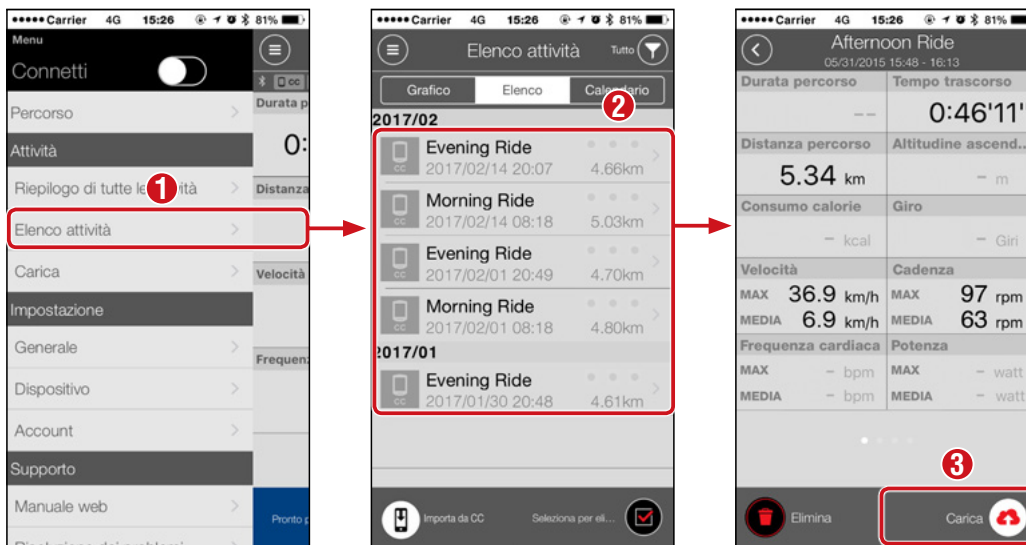 Carrier 4G 15:26 81%
Menu
Connetti
Percorso
Attività
Riepilogo di tutte le
1
Elenco attività
Carica
Impostazione
Generale
Dispositivo
Account
Supporto
Manuale web
cc
Durata p
0:
Distanza
Velocità
Frequen
Pronto p
Carrier 4G 15:26 81%
Elenco attività Tutto
Grafico Elenco Calendario
2
2017/02
Evening Ride
cc 2017/02/14 20:07 4.66km
Morning Ride
cc 2017/02/14 08:18 5.03km
Evening Ride
cc 2017/02/01 20:49 4.70km
Morning Ride
cc 2017/02/01 08:18 4.80km
2017/01
Evening Ride
cc 2017/01/30 20:48 4.61km
Importa da CC Seleziona per eli...
Carrier 4G 15:26 81%
Afternoon Ride
05/31/2015 15:48 - 16:13
Durata percorso Tempo trascorso
-- 0:46'11"
Distanza percorso Altitudine ascend..
5.34 km - m
Consumo calorie Giro
- kcal - Giri
Velocità Cadenza
MAX 36.9 km/h MAX 97 rpm
MEDIA 6.9 km/h MEDIA 63 rpm
Frequenza cardiaca Potenza
MAX - bpm MAX - watt
MEDIA - bpm MEDIA - watt
3
Elimina Carica